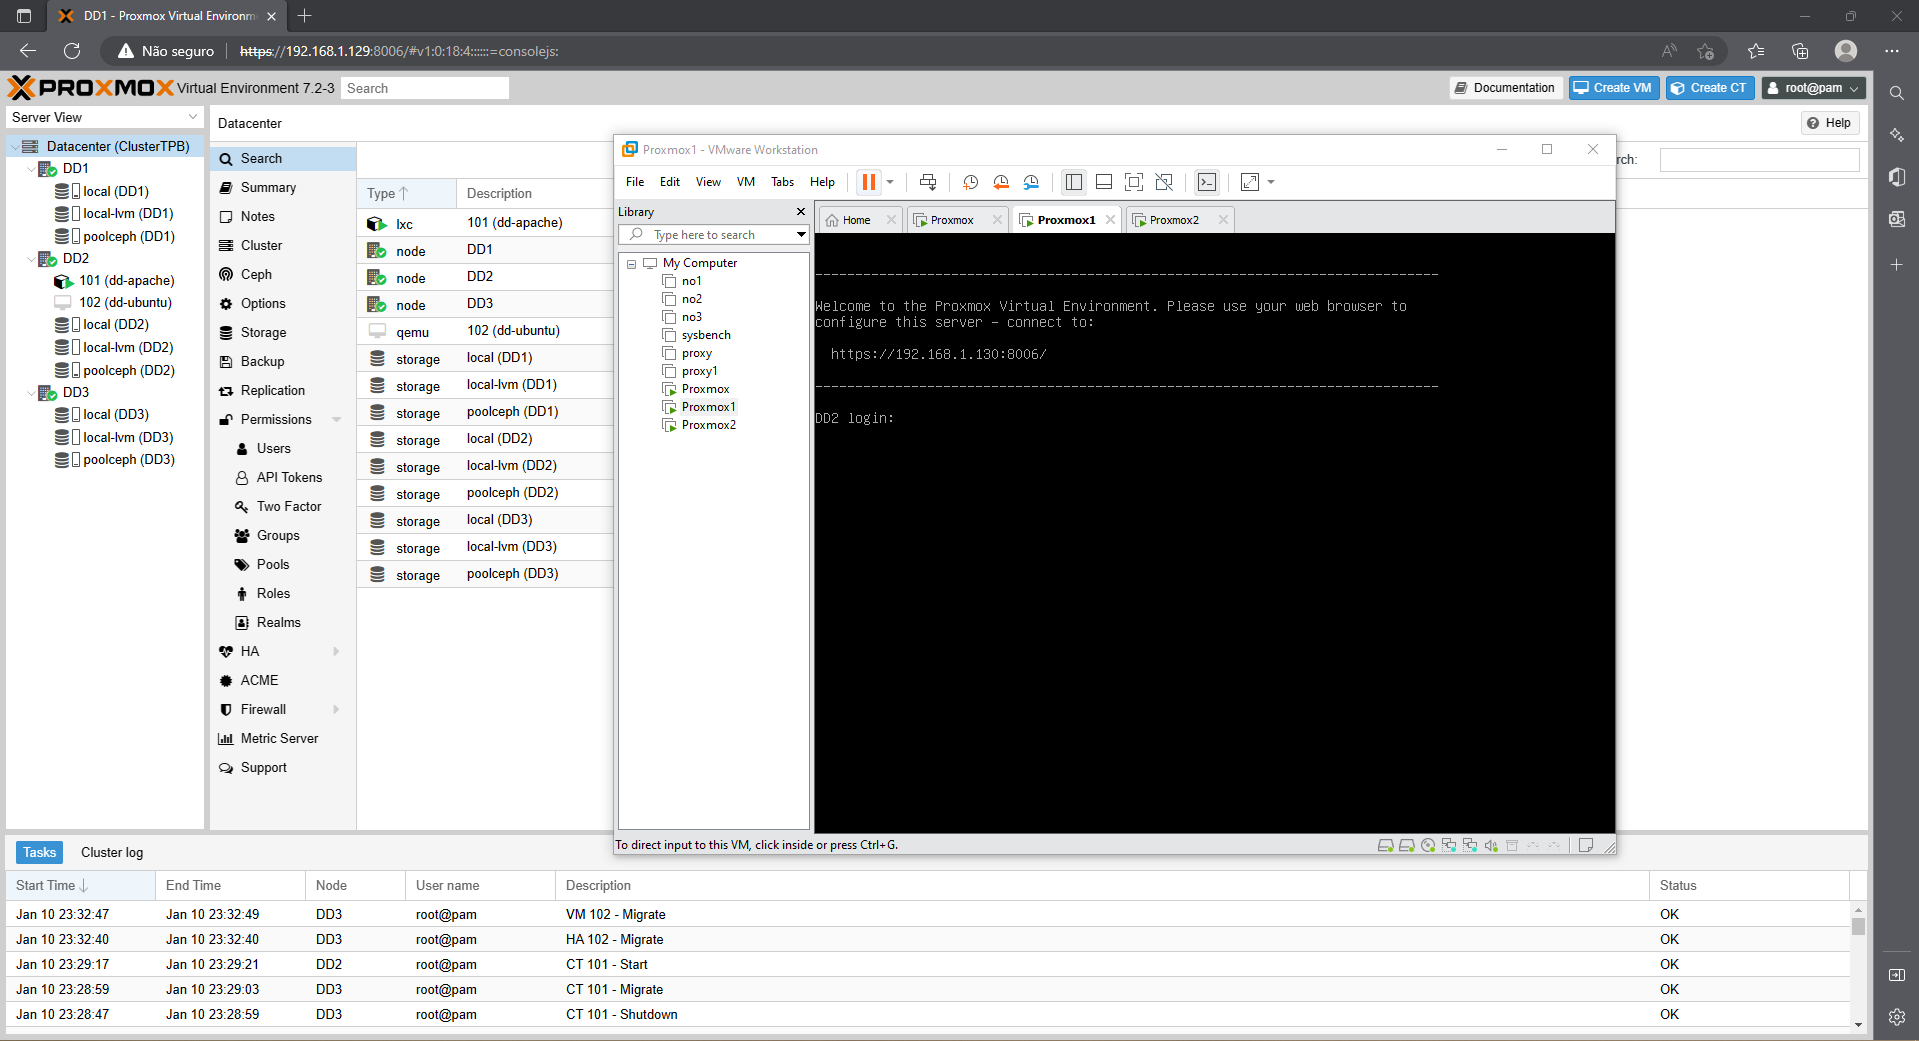 DD1 - Proxmox Virtual Environm
Não seguro
https://192.168.1.129:8006/#v1:0:18:4::::::=consolejs:
PROXMOX Virtual Environment 7.2-3
Search
Documentation
Create VM
Create CT
root@pam
Server View
Datacenter
Help
Datacenter (ClusterTPB)
DD1
local (DD1)
local-lvm (DD1)
poolceph (DD1)
DD2
101 (dd-apache)
102 (dd-ubuntu)
local (DD2)
local-lvm (DD2)
poolceph (DD2)
DD3
local (DD3)
local-lvm (DD3)
poolceph (DD3)
Search
Summary
Notes
Cluster
Ceph
Options
Storage
Backup
Replication
Permissions
Users
API Tokens
Two Factor
Groups
Pools
Roles
Realms
HA
ACME
Firewall
Metric Server
Support
rch:
Type Description
lxc 101 (dd-apache)
node DD1
node DD2
node DD3
qemu 102 (dd-ubuntu)
storage local (DD1)
storage local-lvm (DD1)
storage poolceph (DD1)
storage local (DD2)
storage local-lvm (DD2)
storage poolceph (DD2)
storage local (DD3)
storage local-lvm (DD3)
storage poolceph (DD3)
Proxmox1 - VMware Workstation
File Edit View VM Tabs Help
Library
Type here to search
My Computer
no1
no2
no3
sysbench
proxy
proxy1
Proxmox
Proxmox1
Proxmox2
Home Proxmox Proxmox1 Proxmox2
Welcome to the Proxmox Virtual Environment. Please use your web browser to
configure this server - connect to:
https://192.168.1.130:8006/
DD2 login:
To direct input to this VM, click inside or press Ctrl+G.
Tasks Cluster log
Start Time End Time Node User name Description Status
Jan 10 23:32:47 Jan 10 23:32:49 DD3 root@pam VM 102 - Migrate OK
Jan 10 23:32:40 Jan 10 23:32:40 DD3 root@pam HA 102 - Migrate OK
Jan 10 23:29:17 Jan 10 23:29:21 DD2 root@pam CT 101 - Start OK
Jan 10 23:28:59 Jan 10 23:29:03 DD3 root@pam CT 101 - Migrate OK
Jan 10 23:28:47 Jan 10 23:28:59 DD3 root@pam CT 101 - Shutdown OK